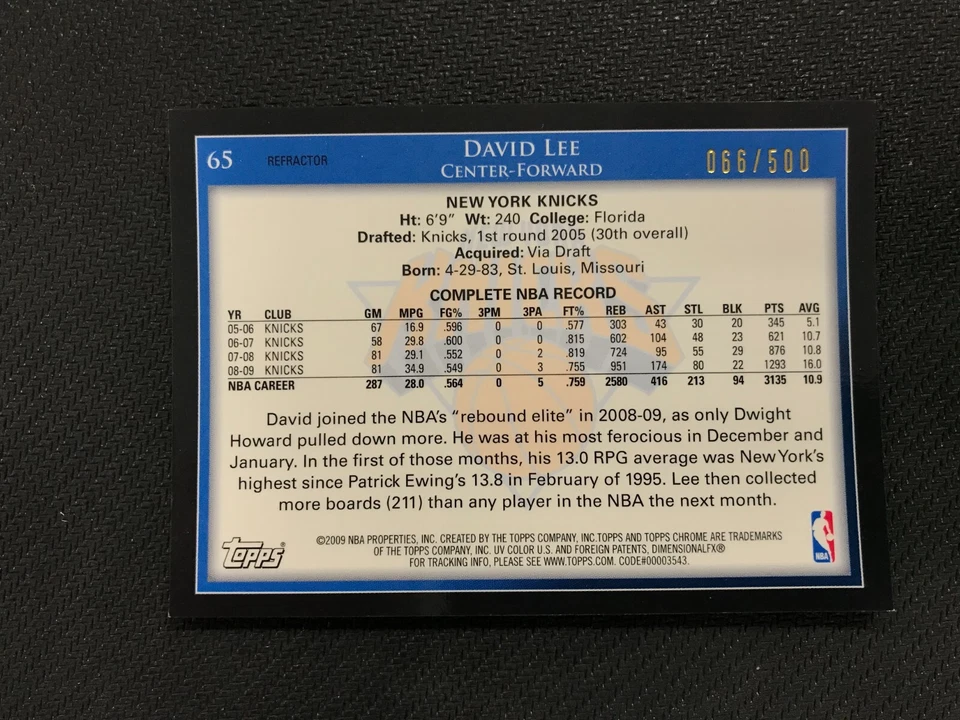 65 REFRACTOR DAVID LEE 066/500
CENTER-FORWARD
NEW YORK KNICKS
Ht: 6'9" Wt: 240 College: Florida
Drafted: Knicks, 1st round 2005 (30th overall)
Acquired: Via Draft
Born: 4-29-83, St. Louis, Missouri
COMPLETE NBA RECORD
YR CLUB GM MPG FG% 3PM 3PA FT% REB AST STL BLK PTS AVG
05-06 KNICKS 67 16.9 .596 0 0 .577 303 43 30 20 345 5.1
06-07 KNICKS 58 29.8 .600 0 0 .815 602 104 48 23 621 10.7
07-08 KNICKS 81 29.1 .552 0 2 .819 724 95 55 29 876 10.8
08-09 KNICKS 81 34.9 .549 0 3 .755 951 174 80 22 1293 16.0
NBA CAREER 287 28.0 .564 0 5 .759 2580 416 213 94 3135 10.9
David joined the NBA's "rebound elite" in 2008-09, as only Dwight
Howard pulled down more. He was at his most ferocious in December and
January. In the first of those months, his 13.0 RPG average was New York's
highest since Patrick Ewing's 13.8 in February of 1995. Lee then collected
more boards (211) than any player in the NBA the next month.
Topps®
©2009 NBA PROPERTIES, INC. CREATED BY THE TOPPS COMPANY, INC.TOPPS AND TOPPS CHROME ARE TRADEMARKS
OF THE TOPPS COMPANY, INC. UV COLOR U.S. AND FOREIGN PATENTS, DIMENSIONALFX®
FOR TRACKING INFO, PLEASE SEE WWW.TOPPS.COM. CODE#00003543.
NBA